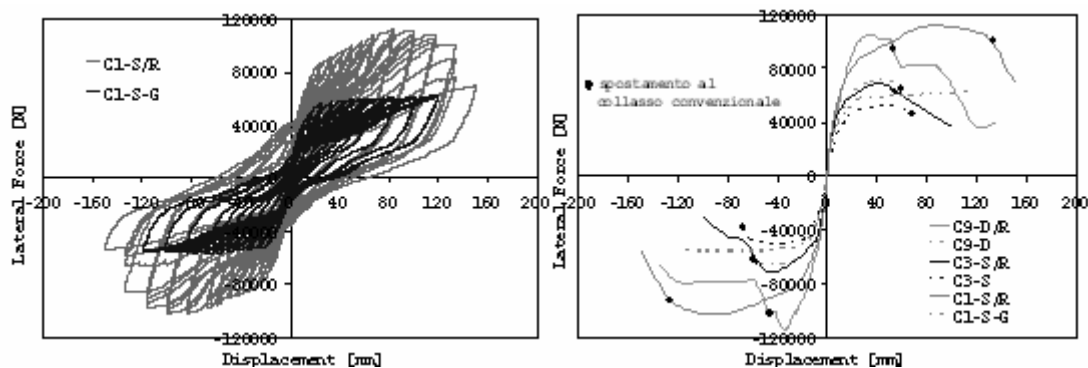 120000
80000
40000
0
-40000
-80000
-120000
-200 -160 -120 -80 -40 0 40 80 120 160 200
Lateral Force [N]
Displacement [mm]
C1-S/R
C1-S-G
120000
80000
40000
0
-40000
-80000
-120000
-200 -160 -120 -80 -40 0 40 80 120 160 200
Lateral Force [N]
Displacement [mm]
spostamento al
collasso convenzionale
C9-D/R
C9-D
C3-S/R
C3-S
C1-S/R
C1-S-G